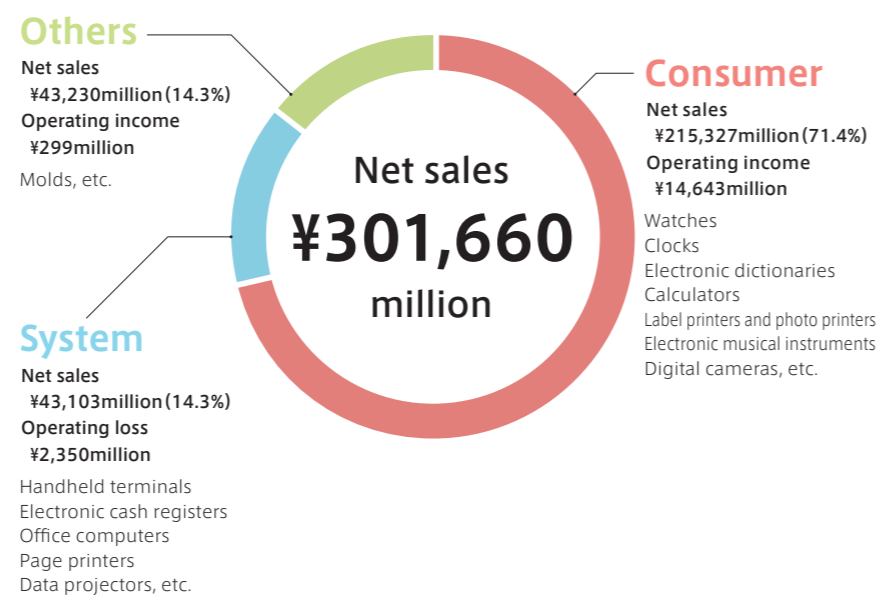 Others
Net sales
¥43,230million(14.3%)
Operating income
¥299million
Molds, etc.
Consumer
Net sales
¥215,327million(71.4%)
Operating income
¥14,643million
Watches
Clocks
Electronic dictionaries
Calculators
Label printers and photo printers
Electronic musical instruments
Digital cameras, etc.
Net sales
¥301,660
million
System
Net sales
¥43,103million(14.3%)
Operating loss
¥2,350million
Handheld terminals
Electronic cash registers
Office computers
Page printers
Data projectors, etc.